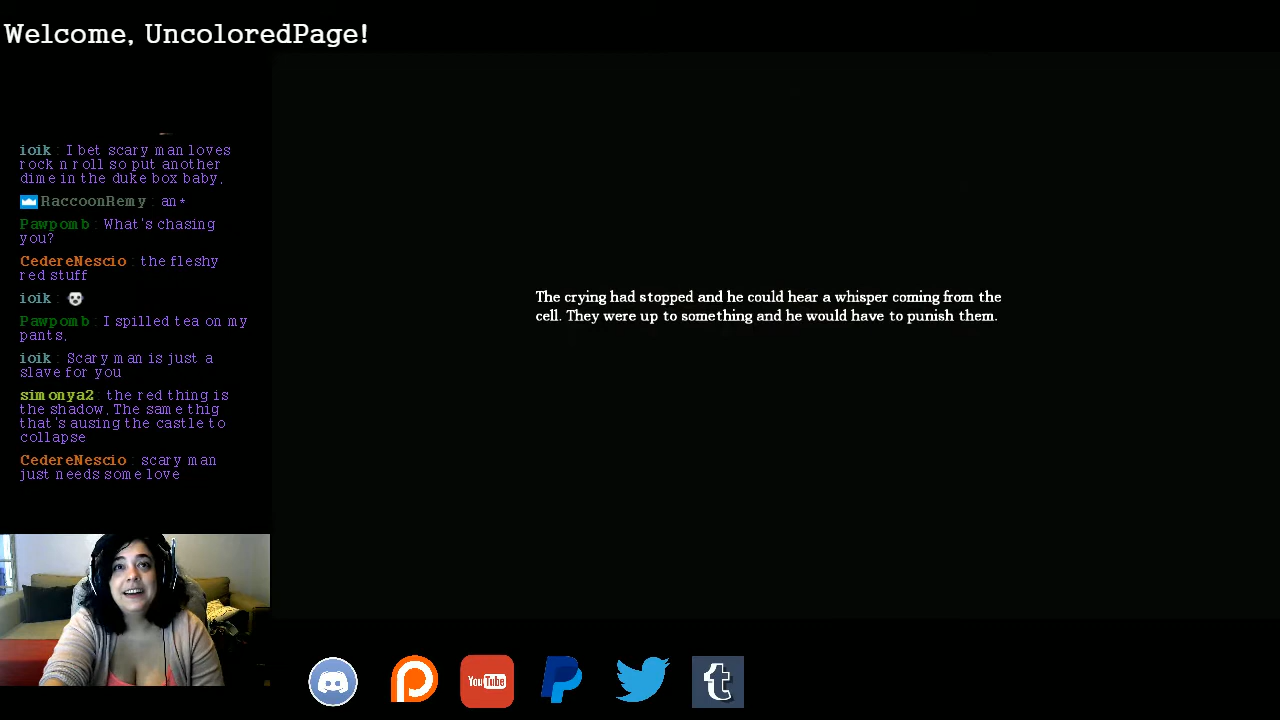 Welcome, UncoloredPage!
ioik : I bet scary man loves
rock n roll so put another
dime in the duke box baby.
RaccoonRemy : an*
Pawpomb : What's chasing
you?
CedereNescio : the fleshy
red stuff
ioik :
Pawpomb : I spilled tea on my
pants.
ioik : Scary man is just a
slave for you
simonya2 : the red thing is
the shadow. The same thig
that's ausing the castle to
collapse
CedereNescio : scary man
just needs some love
The crying had stopped and he could hear a whisper coming from the
cell. They were up to something and he would have to punish them.
You Tube
t